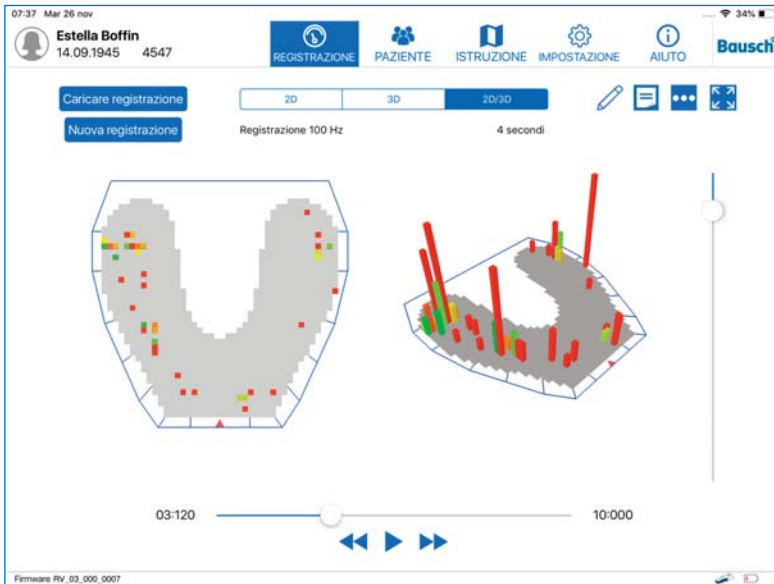 07:37 Mar 26 nov
34%
Estella Boffin
14.09.1945 4547
REGISTRAZIONE
PAZIENTE
ISTRUZIONE
IMPOSTAZIONE
AIUTO
Bausch
Caricare registrazione
2D
3D
2D/3D
Nuova registrazione
Registrazione 100 Hz
4 secondi
03:120
10:000
Firmware RV_03_000_0007